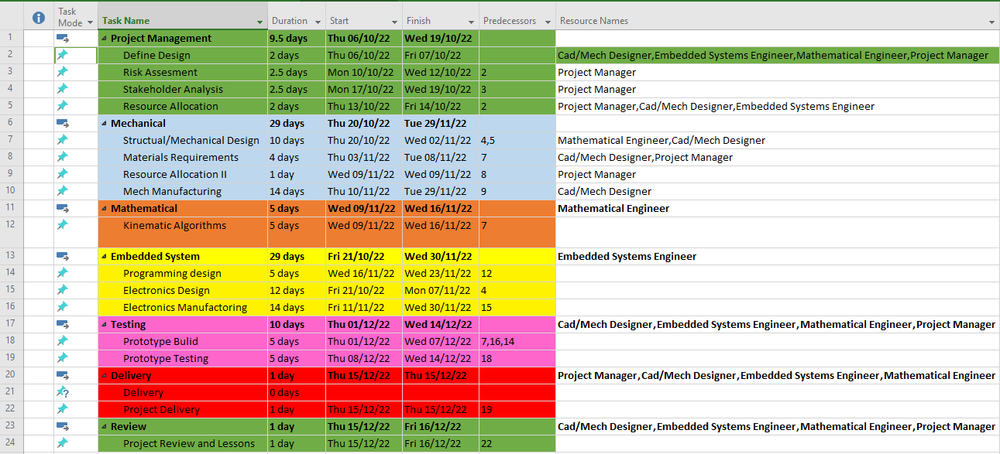 Task Mode Task Name Duration Start Finish Predecessors Resource Names
1 Project Management 9.5 days Thu 06/10/22 Wed 19/10/22
2 Define Design 2 days Thu 06/10/22 Fri 07/10/22 Cad/Mech Designer,Embedded Systems Engineer,Mathematical Engineer,Project Manager
3 Risk Assesment 2.5 days Mon 10/10/22 Wed 12/10/22 2 Project Manager
4 Stakeholder Analysis 2.5 days Mon 17/10/22 Wed 19/10/22 3 Project Manager
5 Resource Allocation 2 days Thu 13/10/22 Fri 14/10/22 2 Project Manager,Cad/Mech Designer,Embedded Systems Engineer
6 Mechanical 29 days Thu 20/10/22 Tue 29/11/22
7 Structual/Mechanical Design 10 days Thu 20/10/22 Wed 02/11/22 4,5 Mathematical Engineer,Cad/Mech Designer
8 Materials Requirements 4 days Thu 03/11/22 Tue 08/11/22 7 Cad/Mech Designer,Project Manager
9 Resource Allocation II 1 day Wed 09/11/22 Wed 09/11/22 8 Project Manager
10 Mech Manufacturing 14 days Thu 10/11/22 Tue 29/11/22 9 Cad/Mech Designer
11 Mathematical 5 days Wed 09/11/22 Wed 16/11/22 Mathematical Engineer
12 Kinematic Algorithms 5 days Wed 09/11/22 Wed 16/11/22 7
13 Embedded System 29 days Fri 21/10/22 Wed 30/11/22 Embedded Systems Engineer
14 Programming design 5 days Wed 16/11/22 Wed 23/11/22 12
15 Electronics Design 12 days Fri 21/10/22 Mon 07/11/22 4
16 Electronics Manufactoring 14 days Fri 11/11/22 Wed 30/11/22 15
17 Testing 10 days Thu 01/12/22 Wed 14/12/22 Cad/Mech Designer,Embedded Systems Engineer,Mathematical Engineer,Project Manager
18 Prototype Bulid 5 days Thu 01/12/22 Wed 07/12/22 7,16,14
19 Prototype Testing 5 days Thu 08/12/22 Wed 14/12/22 18
20 Delivery 1 day Thu 15/12/22 Thu 15/12/22 Project Manager,Cad/Mech Designer,Embedded Systems Engineer,Mathematical Engineer
21 Delivery 0 days
22 Project Delivery 1 day Thu 15/12/22 Thu 15/12/22 19
23 Review 1 day Thu 15/12/22 Fri 16/12/22 Cad/Mech Designer,Embedded Systems Engineer,Mathematical Engineer,Project Manager
24 Project Review and Lessons 1 day Thu 15/12/22 Fri 16/12/22 22